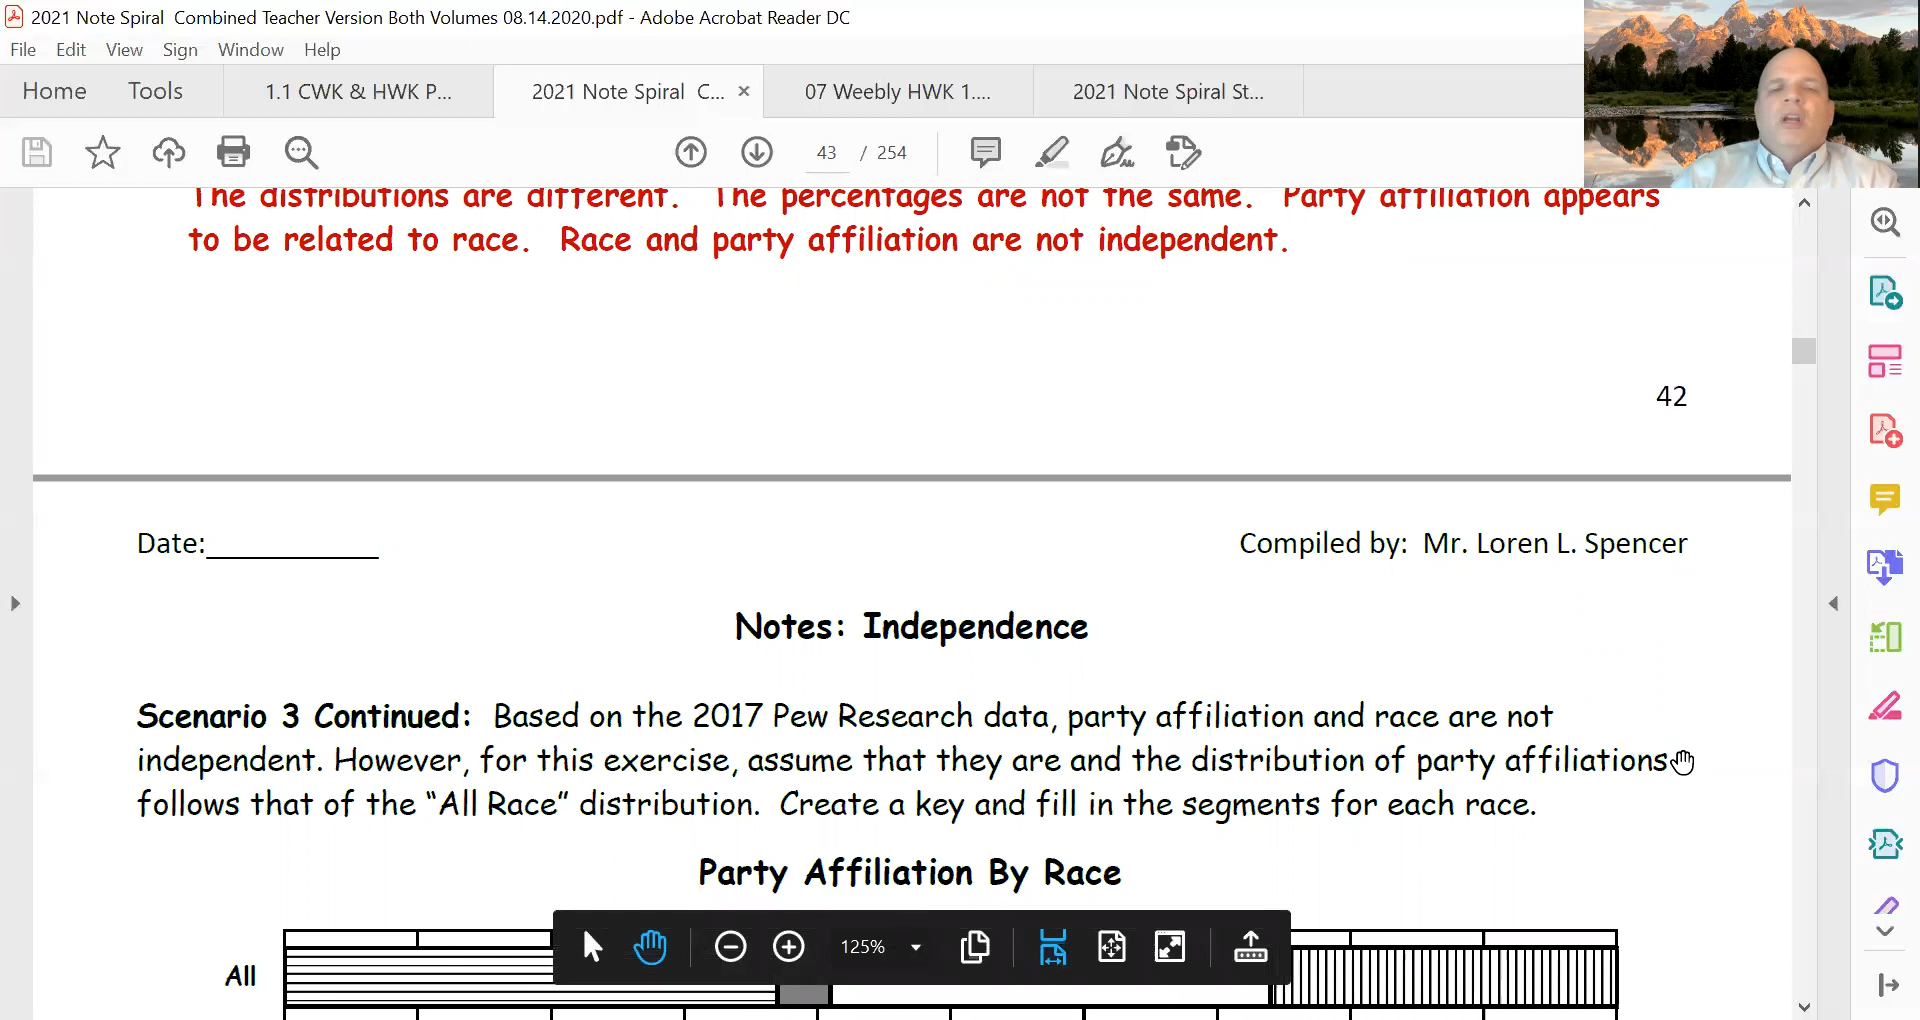 2021 Note Spiral  Combined Teacher Version Both Volumes 08.14.2020.pdf - Adobe Acrobat Reader DC
File Edit View Sign Window Help
Home Tools 1.1 CWK & HWK P... 2021 Note Spiral C... × 07 Weebly HWK 1.... 2021 Note Spiral St...
43 / 254
The distributions are different.  The percentages are not the same.  Party affiliation appears
to be related to race.  Race and party affiliation are not independent.
42
Date:___________ Compiled by:  Mr. Loren L. Spencer
Notes: Independence
Scenario 3 Continued:  Based on the 2017 Pew Research data, party affiliation and race are not
independent. However, for this exercise, assume that they are and the distribution of party affiliations
follows that of the “All Race” distribution.  Create a key and fill in the segments for each race.
Party Affiliation By Race
125%
All